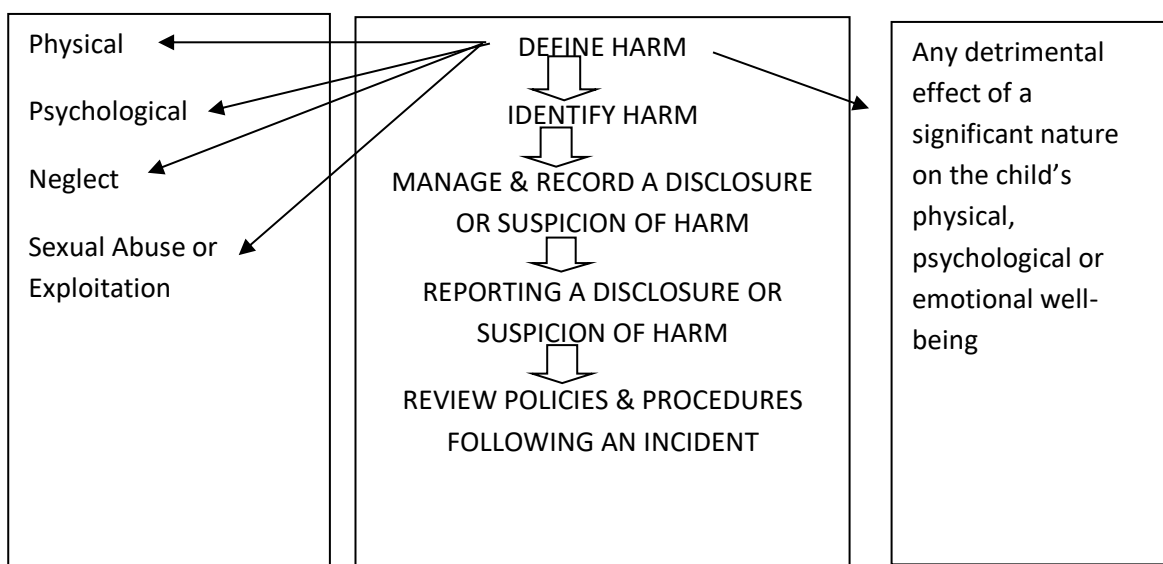 Physical
Psychological
Neglect
Sexual Abuse or
Exploitation
DEFINE HARM
IDENTIFY HARM
MANAGE & RECORD A DISCLOSURE
OR SUSPICION OF HARM
REPORTING A DISCLOSURE OR
SUSPICION OF HARM
REVIEW POLICIES & PROCEDURES
FOLLOWING AN INCIDENT
Any detrimental
effect of a
significant nature
on the child’s
physical,
psychological or
emotional well-
being